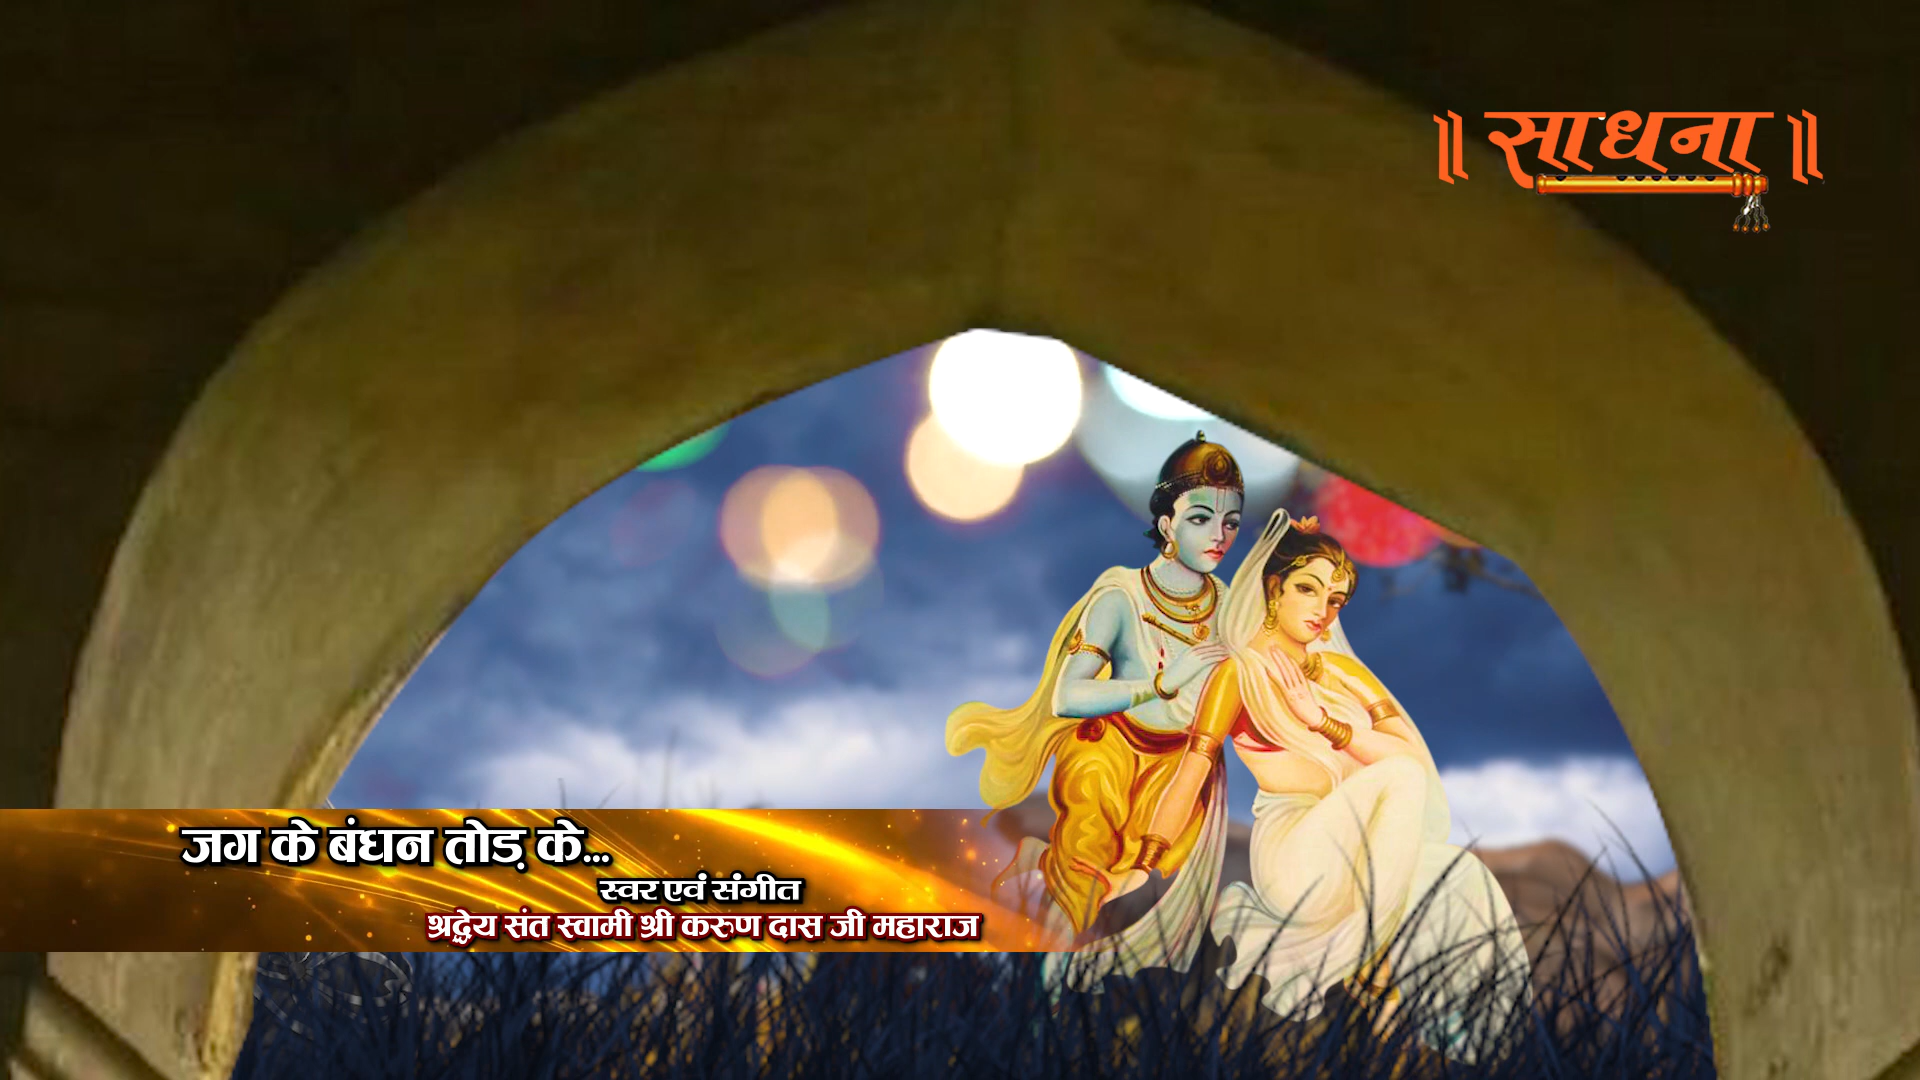 ॥ साधना ॥
जग के बंधन तोड़ के...
स्वर एवं संगीत
श्रद्धेय संत स्वामी श्री करुण दास जी महाराज